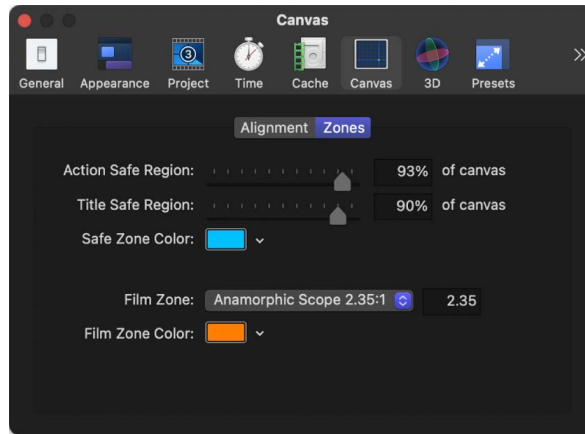 Canvas
3
General Appearance Project Time Cache Canvas 3D Presets
Alignment Zones
Action Safe Region: 93% of canvas
Title Safe Region: 90% of canvas
Safe Zone Color:
Film Zone: Anamorphic Scope 2.35:1 2.35
Film Zone Color: